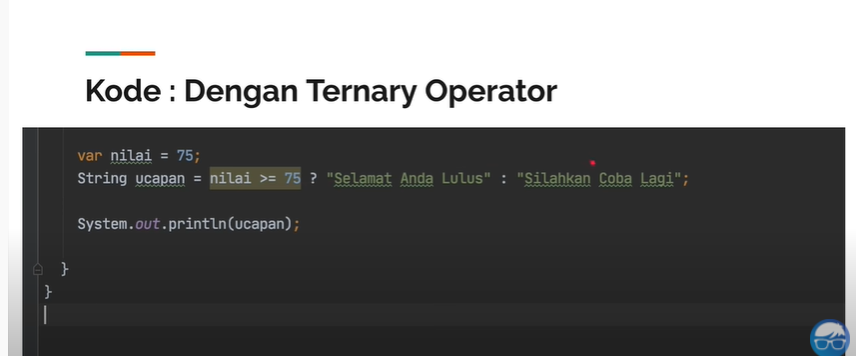 Kode : Dengan Ternary Operator
var nilai = 75;
String ucapan = nilai >= 75 ? "Selamat Anda Lulus" : "Silahkan Coba Lagi";
System.out.println(ucapan);
}
}